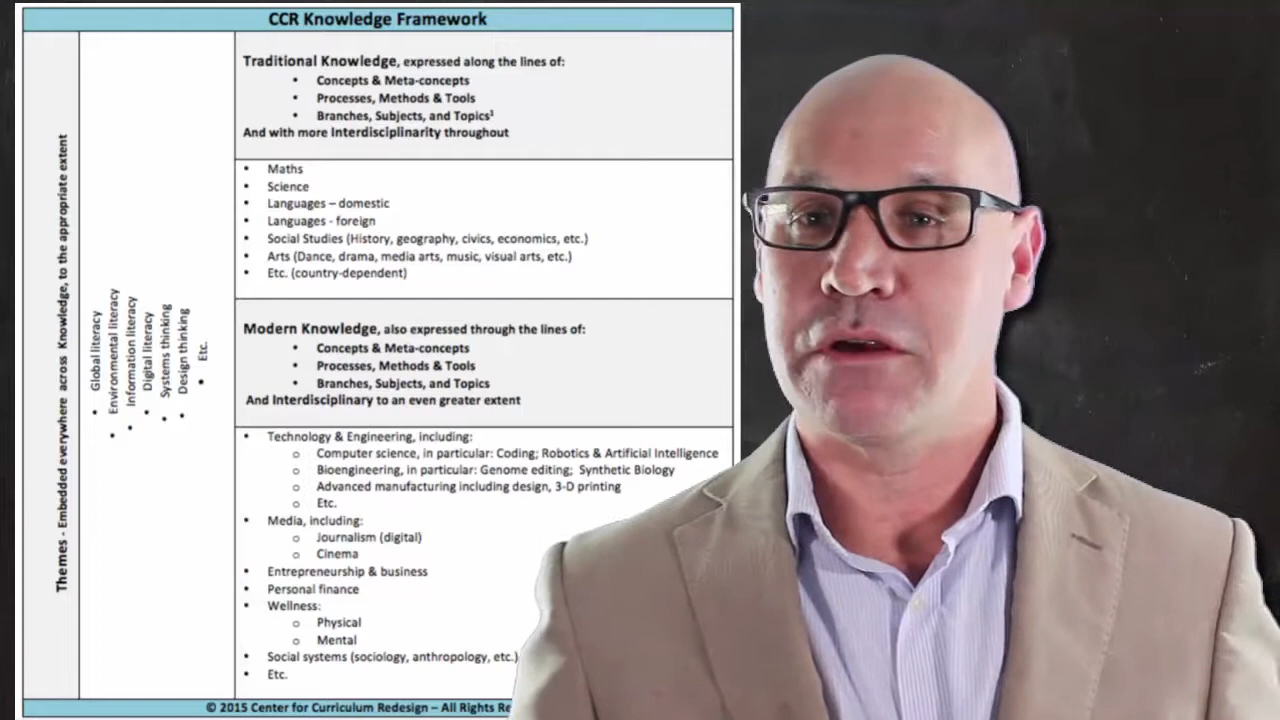 CCR Knowledge Framework
Themes - Embedded everywhere across Knowledge, to the appropriate extent
• Global literacy
• Environmental literacy
• Information literacy
• Digital literacy
• Systems thinking
• Design thinking
• Etc.
Traditional Knowledge, expressed along the lines of:
• Concepts & Meta-concepts
• Processes, Methods & Tools
• Branches, Subjects, and Topics¹
And with more Interdisciplinarity throughout
• Maths
• Science
• Languages – domestic
• Languages - foreign
• Social Studies (History, geography, civics, economics, etc.)
• Arts (Dance, drama, media arts, music, visual arts, etc.)
• Etc. (country-dependent)
Modern Knowledge, also expressed through the lines of:
• Concepts & Meta-concepts
• Processes, Methods & Tools
• Branches, Subjects, and Topics
And Interdisciplinary to an even greater extent
• Technology & Engineering, including:
o Computer science, in particular: Coding; Robotics & Artificial Intelligence
o Bioengineering, in particular: Genome editing; Synthetic Biology
o Advanced manufacturing including design, 3-D printing
o Etc.
• Media, including:
o Journalism (digital)
o Cinema
• Entrepreneurship & business
• Personal finance
• Wellness:
o Physical
o Mental
• Social systems (sociology, anthropology, etc.)
• Etc.
© 2015 Center for Curriculum Redesign – All Rights Re